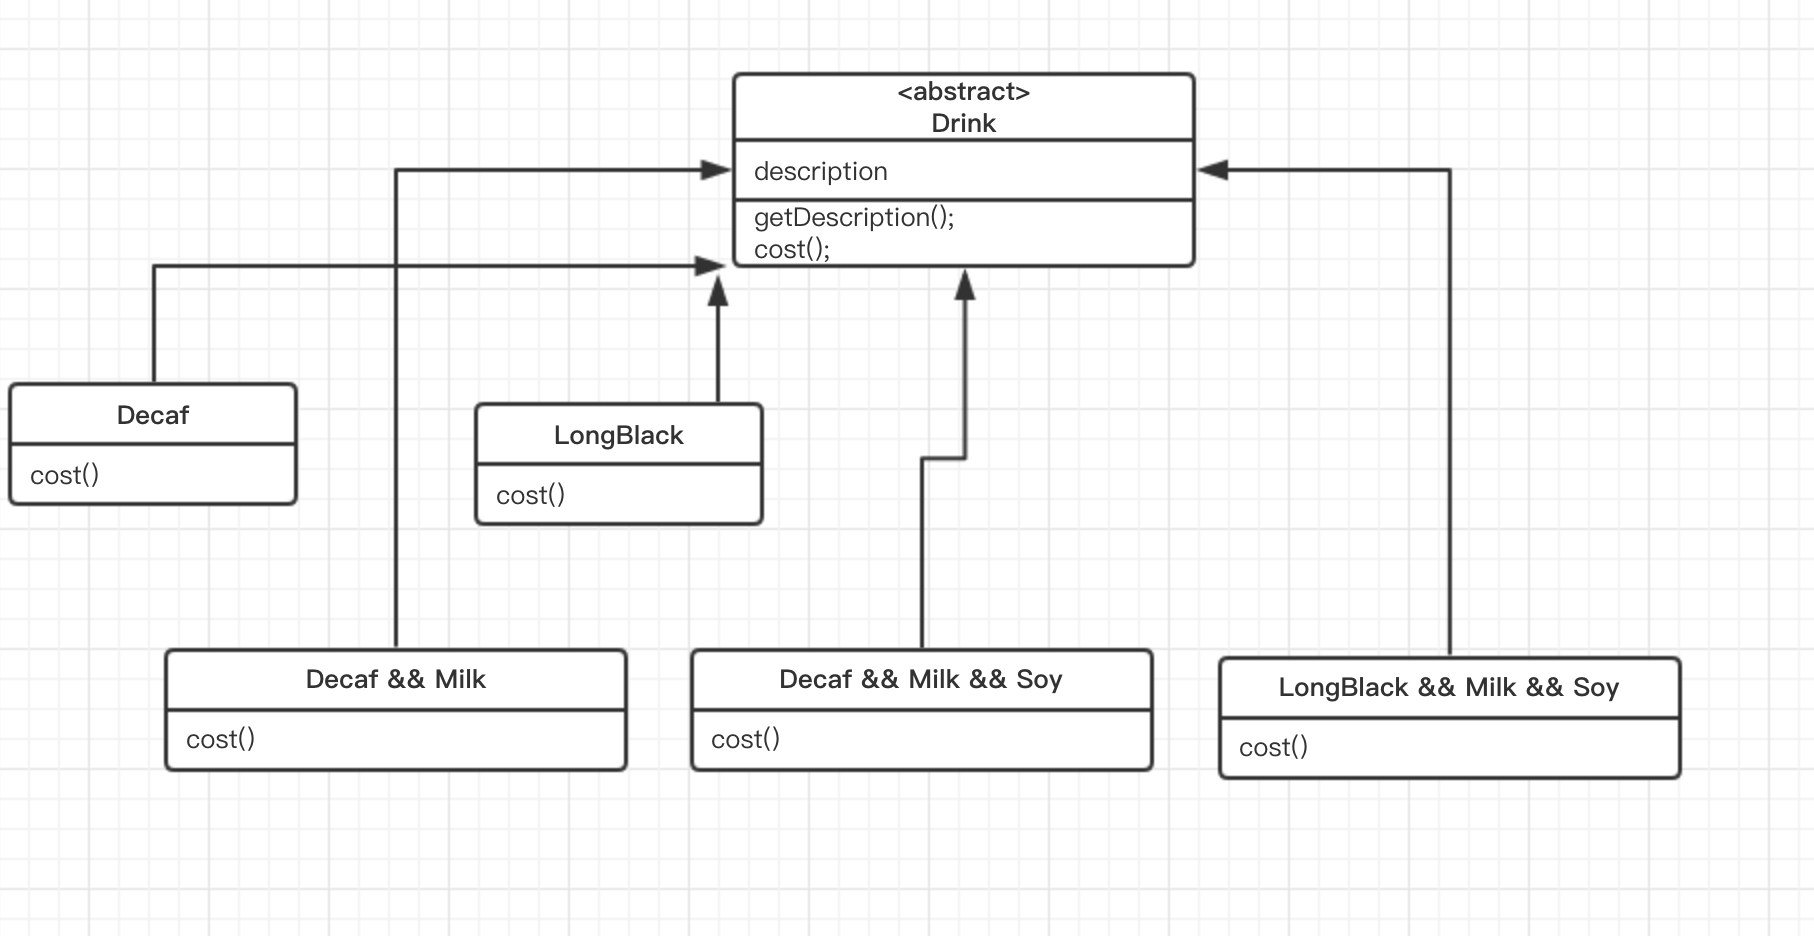 <abstract>
Drink
description
getDescription();
cost();
Decaf
cost()
LongBlack
cost()
Decaf && Milk
cost()
Decaf && Milk && Soy
cost()
LongBlack && Milk && Soy
cost()